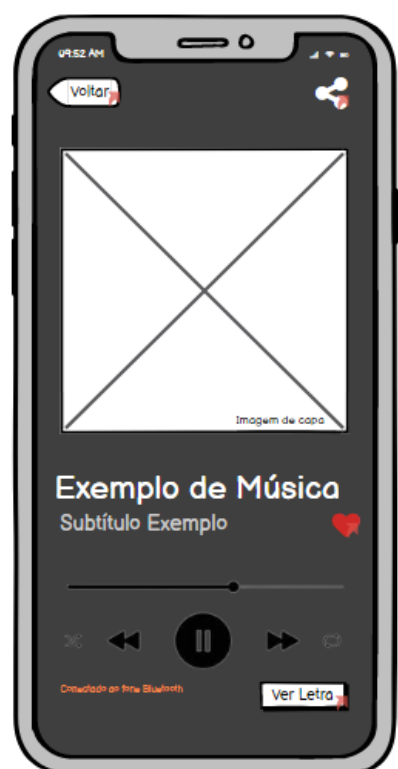 09:52 AM
Voltar
Imagem de capa
Exemplo de Música
Subtítulo Exemplo
Conectado ao fone Bluetooth
Ver Letra